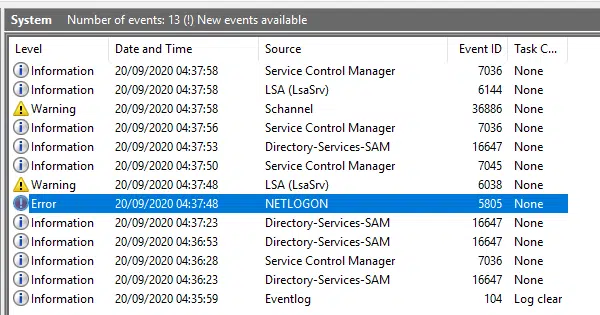 System Number of events: 13 (!) New events available
Level Date and Time Source Event ID Task C...
Information 20/09/2020 04:37:58 Service Control Manager 7036 None
Information 20/09/2020 04:37:58 LSA (LsaSrv) 6144 None
Warning 20/09/2020 04:37:58 Schannel 36886 None
Information 20/09/2020 04:37:56 Service Control Manager 7036 None
Information 20/09/2020 04:37:53 Directory-Services-SAM 16647 None
Information 20/09/2020 04:37:50 Service Control Manager 7045 None
Warning 20/09/2020 04:37:48 LSA (LsaSrv) 6038 None
Error 20/09/2020 04:37:48 NETLOGON 5805 None
Information 20/09/2020 04:37:23 Directory-Services-SAM 16647 None
Information 20/09/2020 04:36:53 Directory-Services-SAM 16647 None
Information 20/09/2020 04:36:28 Service Control Manager 7036 None
Information 20/09/2020 04:36:23 Directory-Services-SAM 16647 None
Information 20/09/2020 04:35:59 Eventlog 104 Log clear